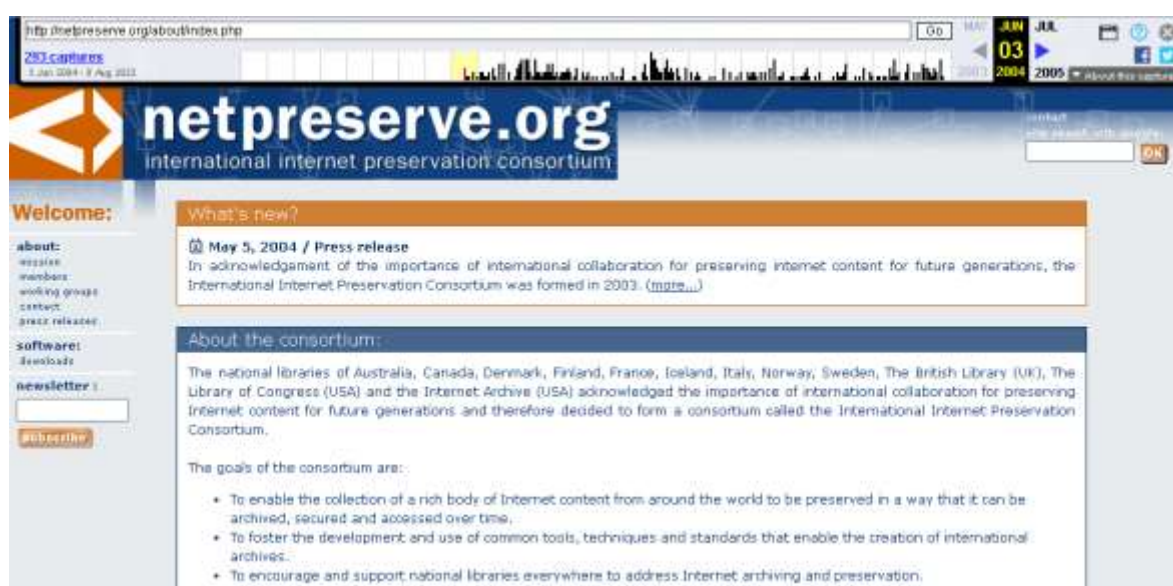 http://netpreserve.org/about/index.php
Go
MAY JUN JUL
283 captures
03
2003 2004 2005
About this capture
netpreserve.org
international internet preservation consortium
contact
OK
Welcome:
about:
mission
members
working groups
contact
press releases
software:
downloads
newsletter :
subscribe
What's new?
May 5, 2004 / Press release
In acknowledgement of the importance of international collaboration for preserving internet content for future generations, the
International Internet Preservation Consortium was formed in 2003. (more...)
About the consortium:
The national libraries of Australia, Canada, Denmark, Finland, France, Iceland, Italy, Norway, Sweden, The British Library (UK), The
Library of Congress (USA) and the Internet Archive (USA) acknowledged the importance of international collaboration for preserving
Internet content for future generations and therefore decided to form a consortium called the International Internet Preservation
Consortium.
The goals of the consortium are:
• To enable the collection of a rich body of Internet content from around the world to be preserved in a way that it can be
archived, secured and accessed over time.
• To foster the development and use of common tools, techniques and standards that enable the creation of international
archives.
• To encourage and support national libraries everywhere to address Internet archiving and preservation.